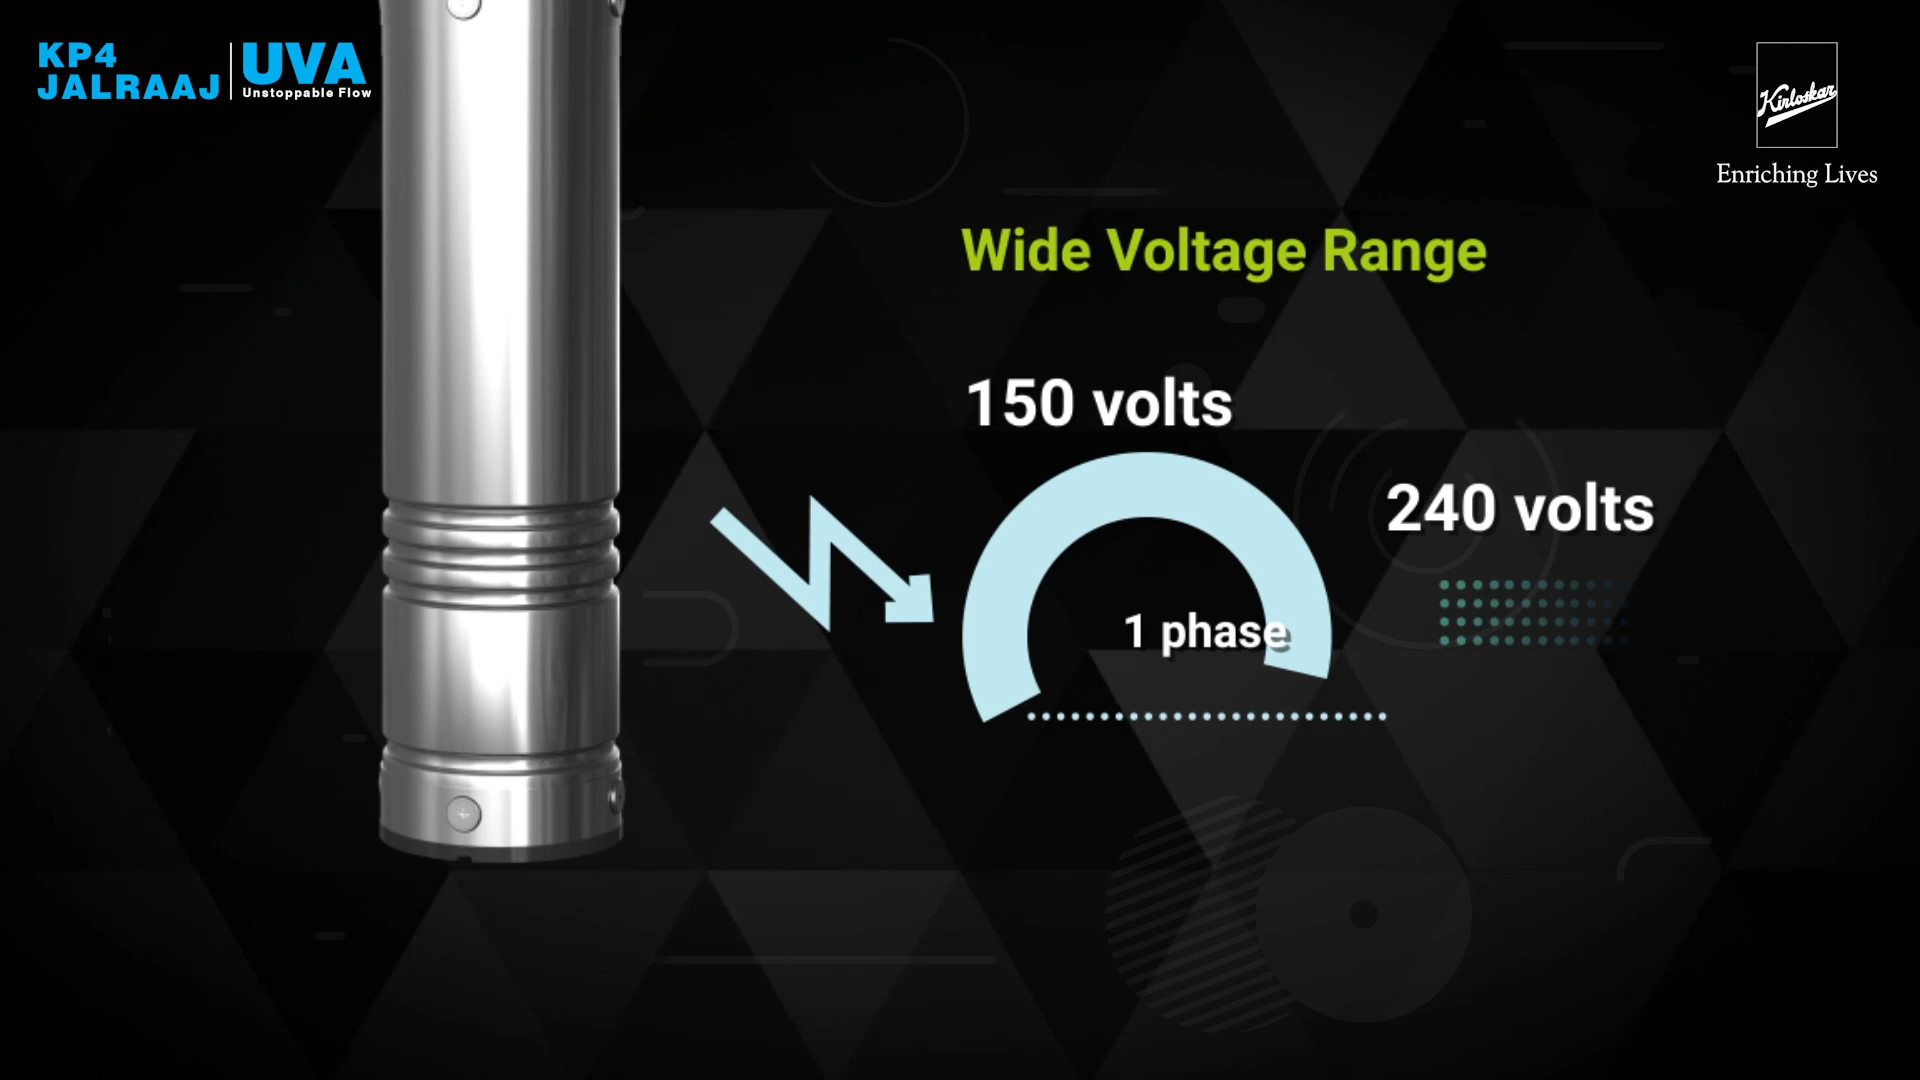 KP4
JALRAAJ
UVA
Unstoppable Flow
Kirloskar
Enriching Lives
Wide Voltage Range
150 volts
240 volts
1 phase